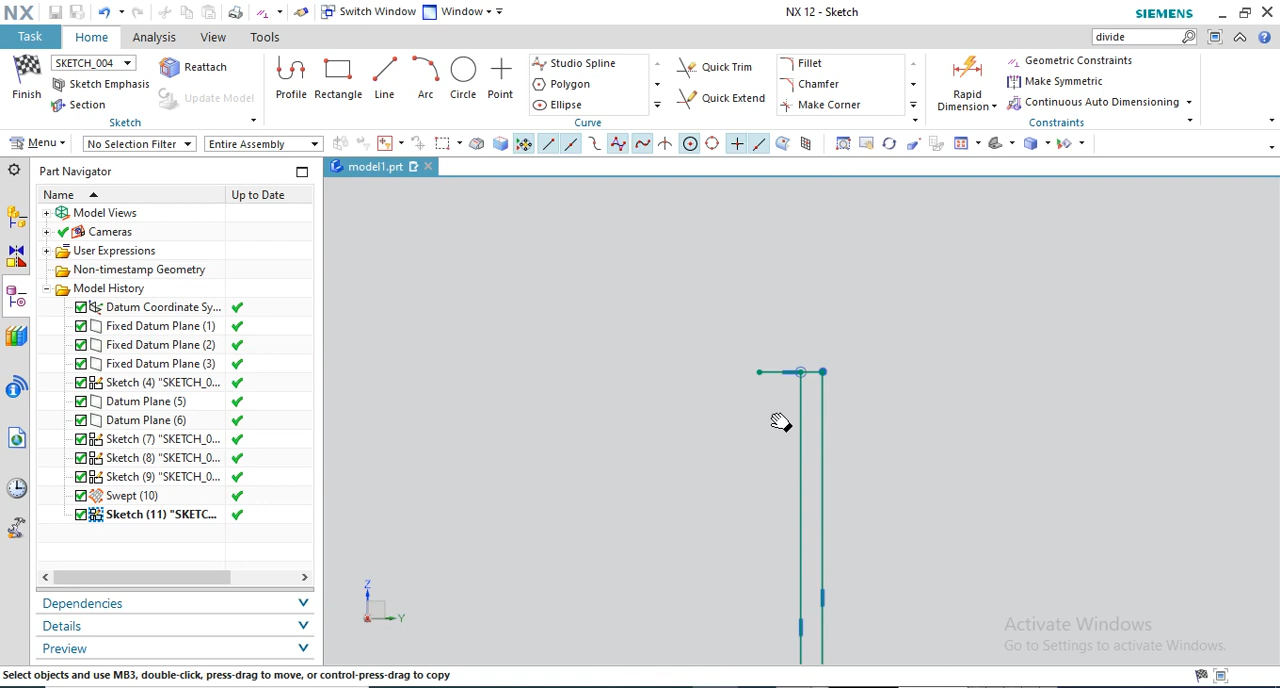 NX
Switch Window
Window
NX 12 - Sketch
SIEMENS
Task
Home
Analysis
View
Tools
divide
Finish
SKETCH_004
Sketch Emphasis
Section
Reattach
Update Model
Sketch
Profile
Rectangle
Line
Arc
Circle
Point
Studio Spline
Polygon
Ellipse
Quick Trim
Quick Extend
Fillet
Chamfer
Make Corner
Curve
Rapid
Dimension
Geometric Constraints
Make Symmetric
Continuous Auto Dimensioning
Constraints
Menu
No Selection Filter
Entire Assembly
Part Navigator
model1.prt
Name
Up to Date
Model Views
Cameras
User Expressions
Non-timestamp Geometry
Model History
Datum Coordinate Sy...
Fixed Datum Plane (1)
Fixed Datum Plane (2)
Fixed Datum Plane (3)
Sketch (4) "SKETCH_0...
Datum Plane (5)
Datum Plane (6)
Sketch (7) "SKETCH_0...
Sketch (8) "SKETCH_0...
Sketch (9) "SKETCH_0...
Swept (10)
Sketch (11) "SKETC...
Z
Y
Dependencies
Details
Preview
Activate Windows
Go to Settings to activate Windows.
Select objects and use MB3, double-click, press-drag to move, or control-press-drag to copy